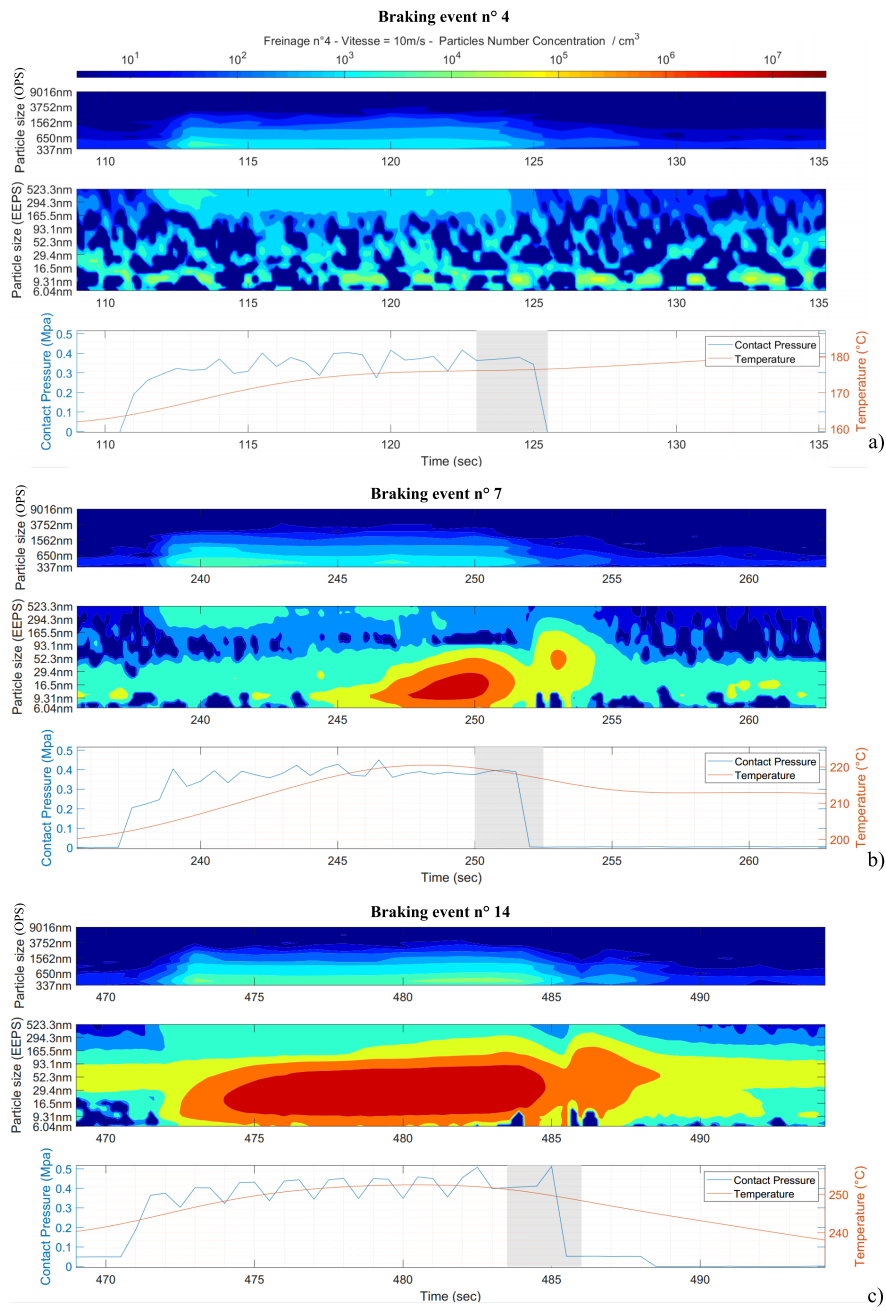 Braking event n° 4
Freinage n°4 - Vitesse = 10m/s - Particles Number Concentration / cm³
10¹ 10² 10³ 10⁴ 10⁵ 10⁶ 10⁷
Particle size (OPS)
9016nm
3752nm
1562nm
650nm
337nm
110 115 120 125 130 135
Particle size (EEPS)
523.3nm
294.3nm
165.5nm
93.1nm
52.3nm
29.4nm
16.5nm
9.31nm
6.04nm
110 115 120 125 130 135
Contact Pressure (Mpa)
0.5
0.4
0.3
0.2
0.1
0
Contact Pressure
Temperature
180
170
160
Temperature (°C)
110 115 120 125 130 135
Time (sec)
a)
Braking event n° 7
Particle size (OPS)
9016nm
3752nm
1562nm
650nm
337nm
240 245 250 255 260
Particle size (EEPS)
523.3nm
294.3nm
165.5nm
93.1nm
52.3nm
29.4nm
16.5nm
9.31nm
6.04nm
240 245 250 255 260
Contact Pressure (Mpa)
0.5
0.4
0.3
0.2
0.1
0
Contact Pressure
Temperature
220
210
200
Temperature (°C)
240 245 250 255 260
Time (sec)
b)
Braking event n° 14
Particle size (OPS)
9016nm
3752nm
1562nm
650nm
337nm
470 475 480 485 490
Particle size (EEPS)
523.3nm
294.3nm
165.5nm
93.1nm
52.3nm
29.4nm
16.5nm
9.31nm
6.04nm
470 475 480 485 490
Contact Pressure (Mpa)
0.5
0.4
0.3
0.2
0.1
0
Contact Pressure
Temperature
250
240
Temperature (°C)
470 475 480 485 490
Time (sec)
c)